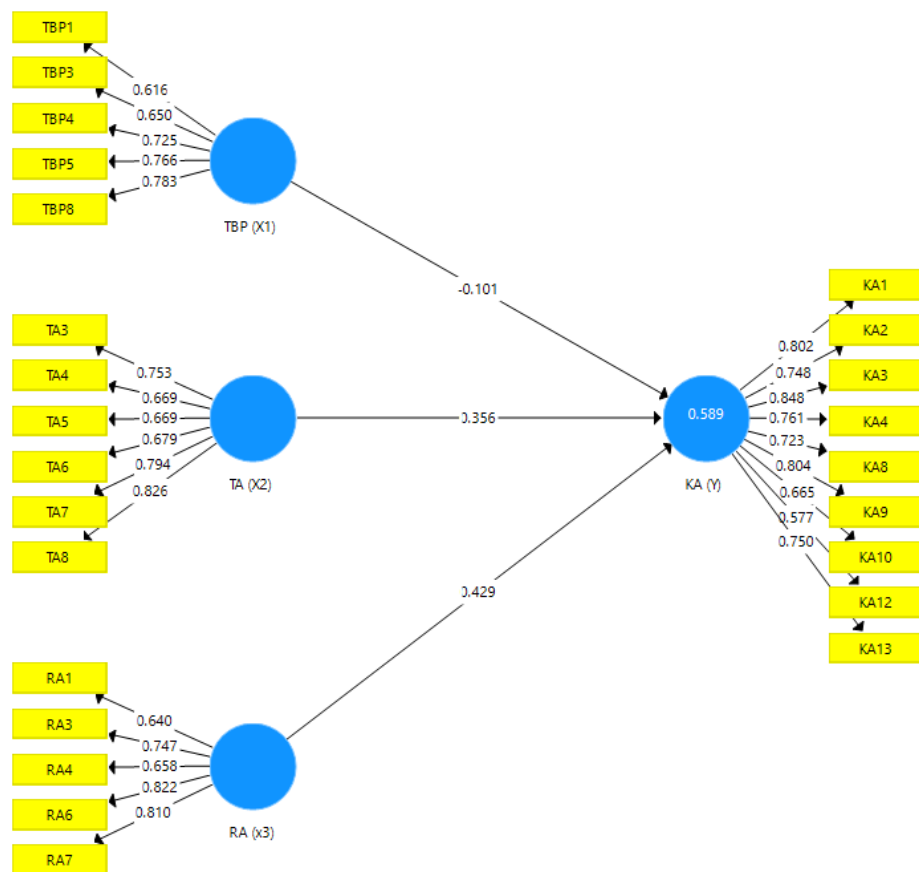 TBP1
TBP3
TBP4
TBP5
TBP8
0.616
0.650
0.725
0.766
0.783
TBP (X1)
-0.101
TA3
TA4
TA5
TA6
TA7
TA8
0.753
0.669
0.669
0.679
0.794
0.826
TA (X2)
0.356
RA1
RA3
RA4
RA6
RA7
0.640
0.747
0.658
0.822
0.810
RA (x3)
0.429
0.589
KA (Y)
0.802
0.748
0.848
0.761
0.723
0.804
0.665
0.577
0.750
KA1
KA2
KA3
KA4
KA8
KA9
KA10
KA12
KA13